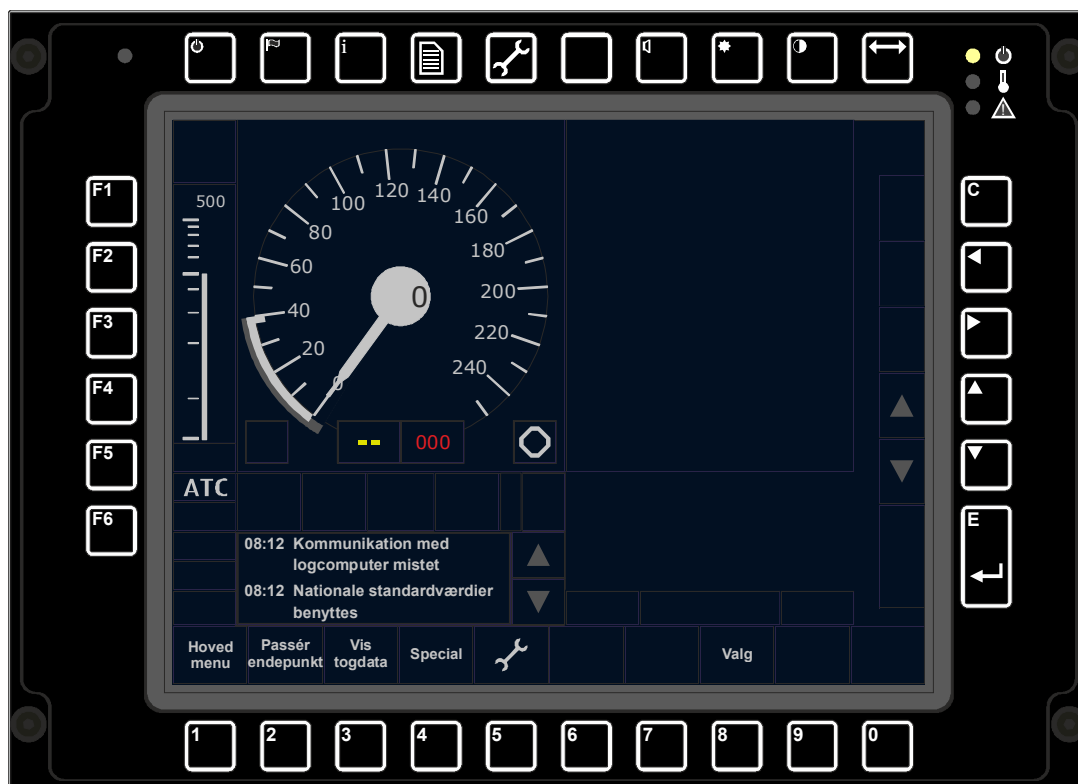 i
F1
F2
F3
F4
F5
F6
C
E
500
0
20
40
60
80
100
120
140
160
180
200
220
240
0
--
000
ATC
08:12 Kommunikation med
logcomputer mistet
08:12 Nationale standardværdier
benyttes
Hoved
menu
Passér
endepunkt
Vis
togdata
Special
Valg
1
2
3
4
5
6
7
8
9
0